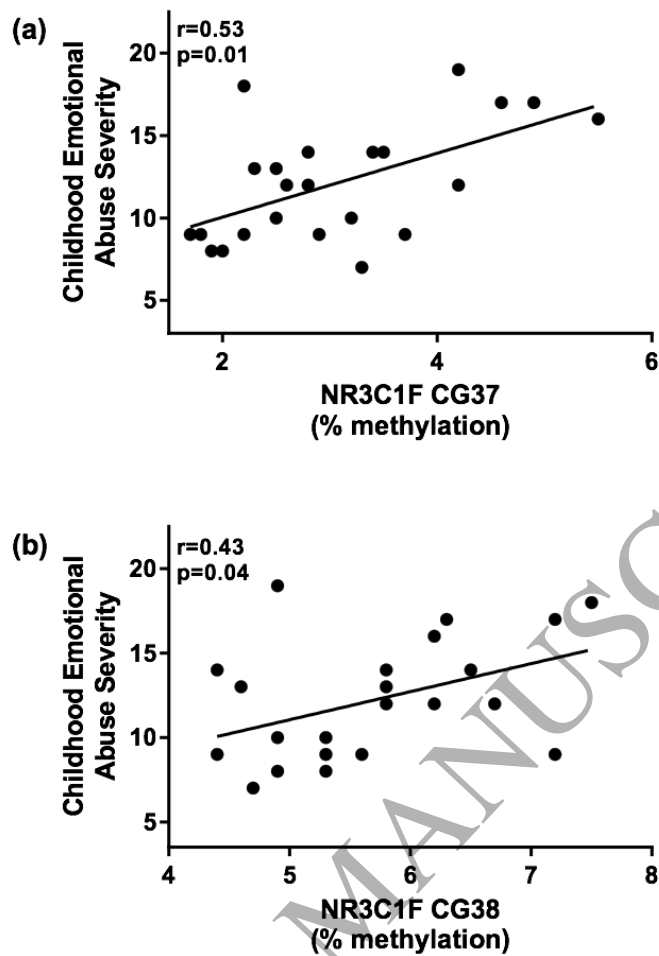 (a)
r=0.53
p=0.01
Childhood Emotional
Abuse Severity
20
15
10
5
2
4
6
NR3C1F CG37
(% methylation)
(b)
r=0.43
p=0.04
Childhood Emotional
Abuse Severity
20
15
10
5
4
5
6
7
8
NR3C1F CG38
(% methylation)
MANUSC